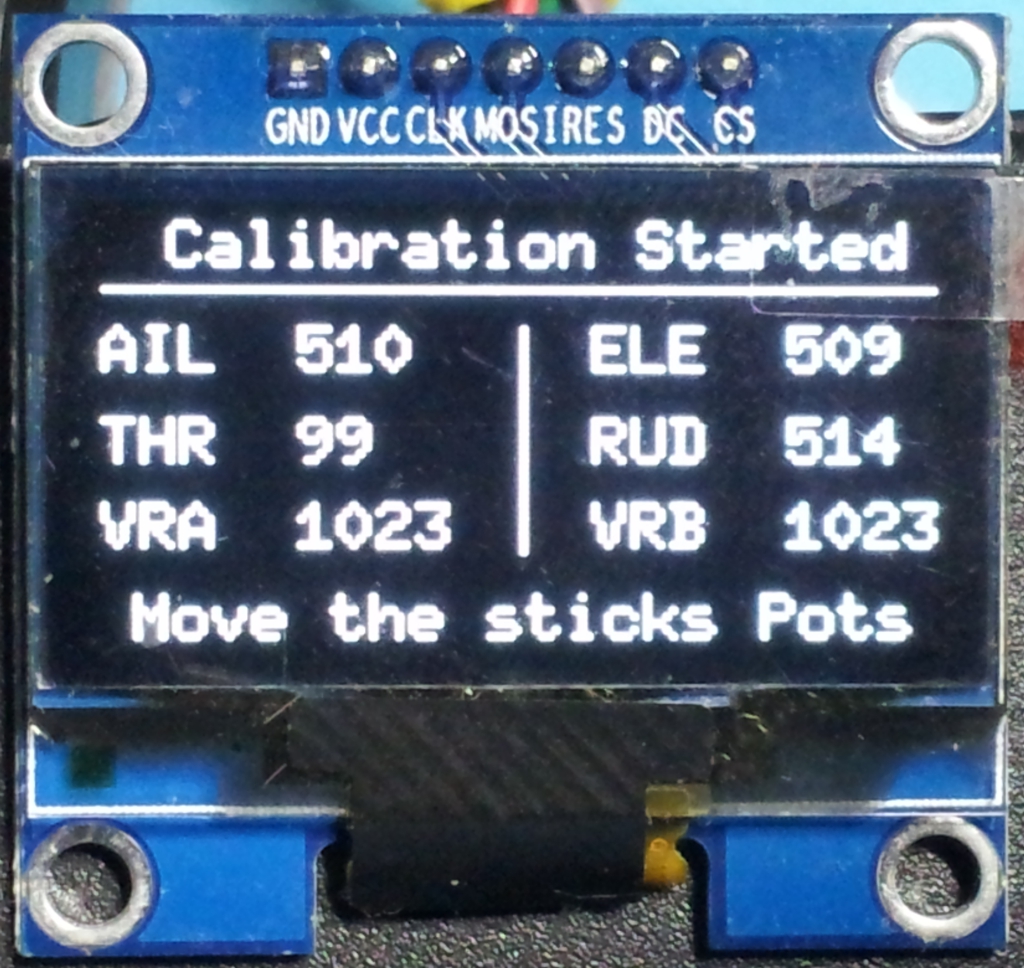 GND VCC CLK MOSI RES DC CS
Calibration Started
AIL 510 ELE 509
THR 99 RUD 514
VRA 1023 VRB 1023
Move the sticks Pots